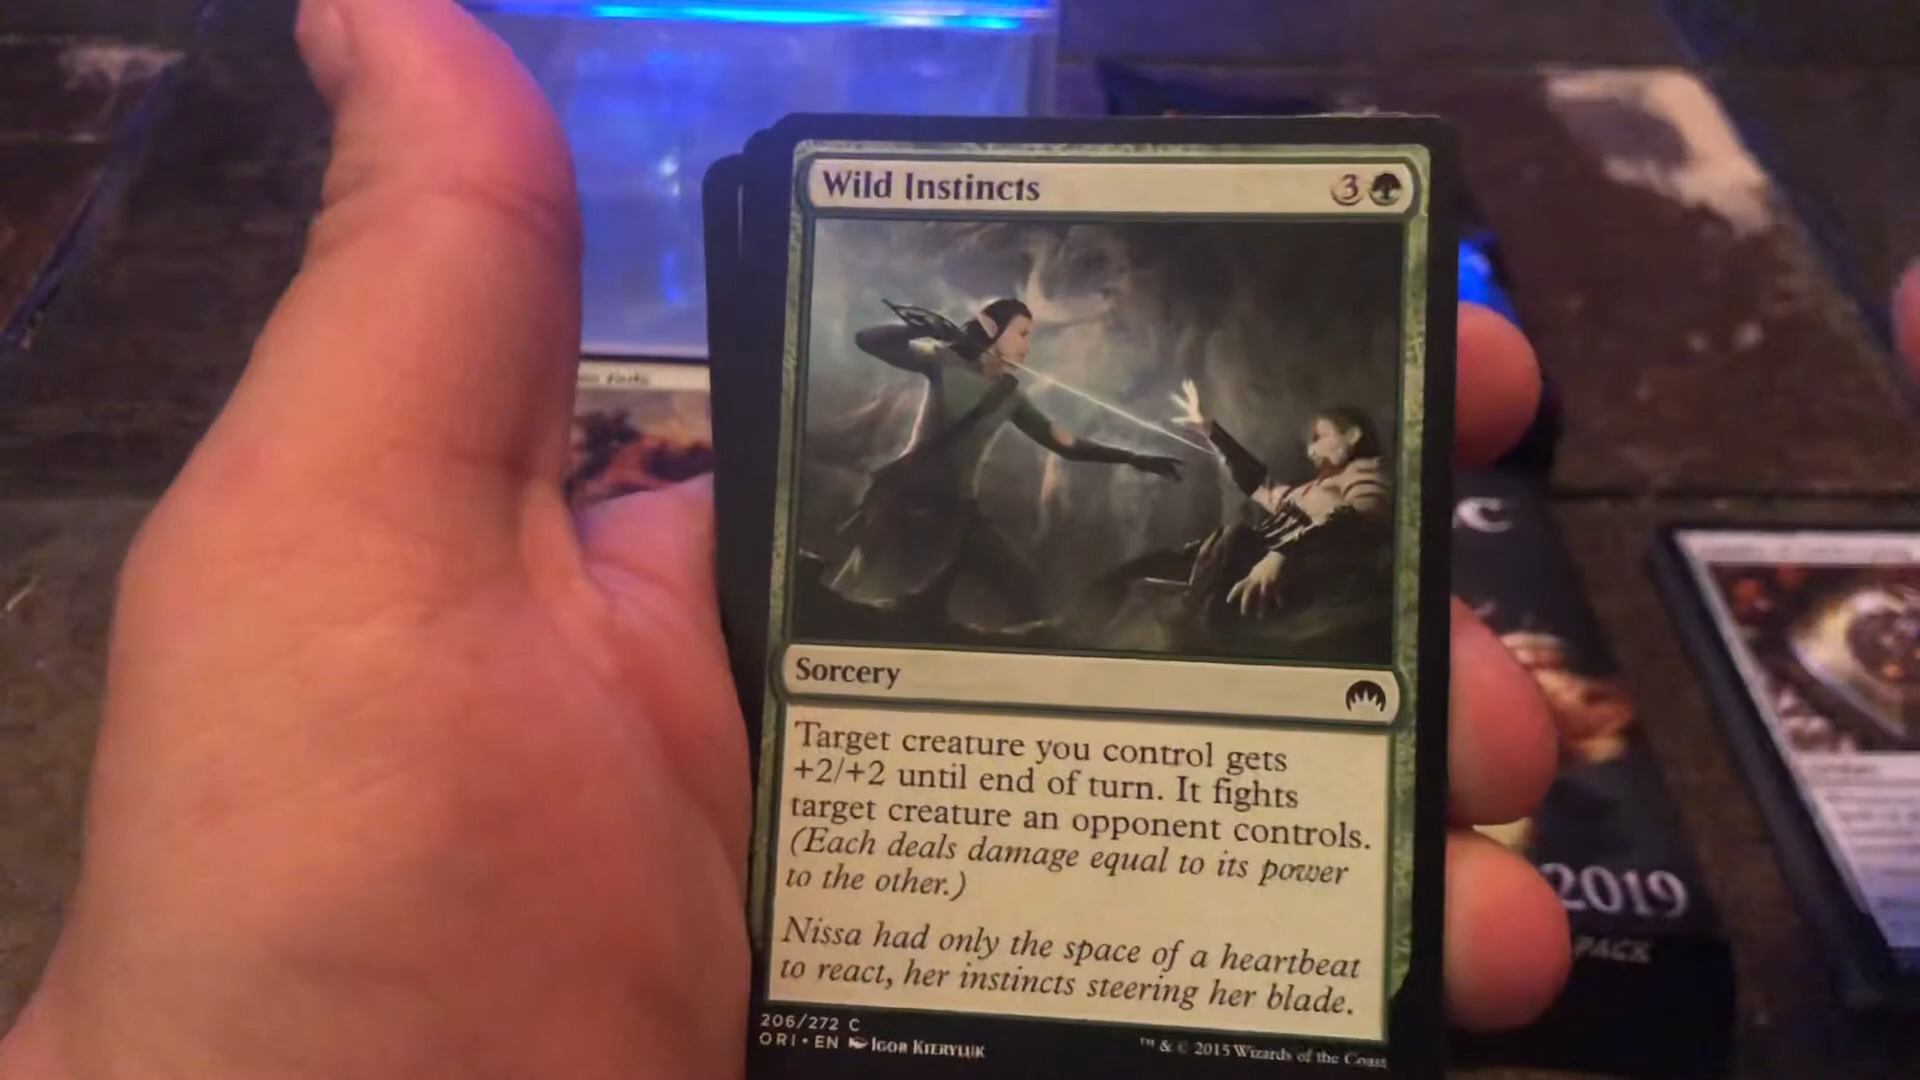 Wild Instincts
3
Sorcery
Target creature you control gets
+2/+2 until end of turn. It fights
target creature an opponent controls.
(Each deals damage equal to its power
to the other.)
Nissa had only the space of a heartbeat
to react, her instincts steering her blade.
206/272 C
ORI • EN Igor Kieryluk
™ & © 2015 Wizards of the Coast
C
2019
PACK